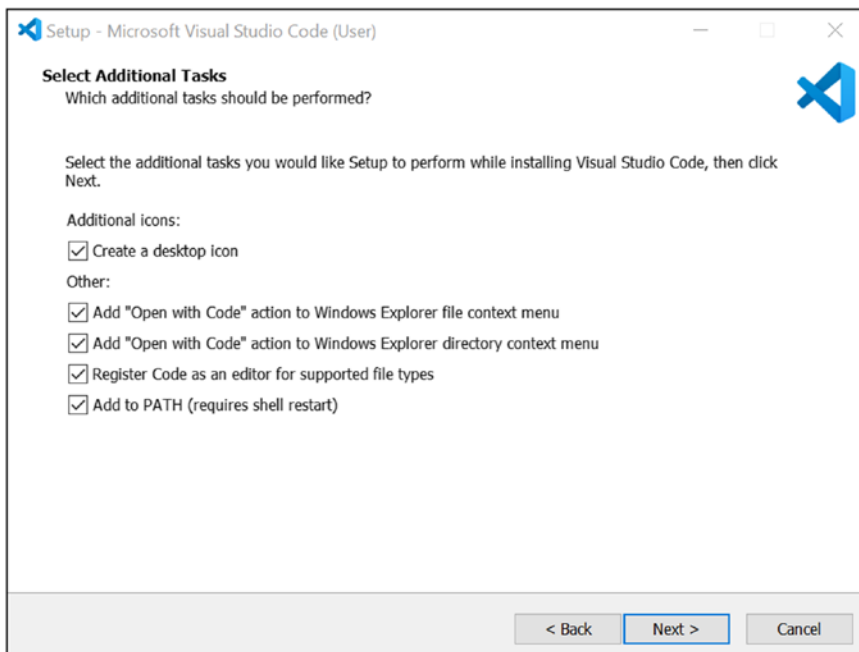 Setup - Microsoft Visual Studio Code (User)
Select Additional Tasks
Which additional tasks should be performed?
Select the additional tasks you would like Setup to perform while installing Visual Studio Code, then click
Next.
Additional icons:
Create a desktop icon
Other:
Add "Open with Code" action to Windows Explorer file context menu
Add "Open with Code" action to Windows Explorer directory context menu
Register Code as an editor for supported file types
Add to PATH (requires shell restart)
< Back Next > Cancel